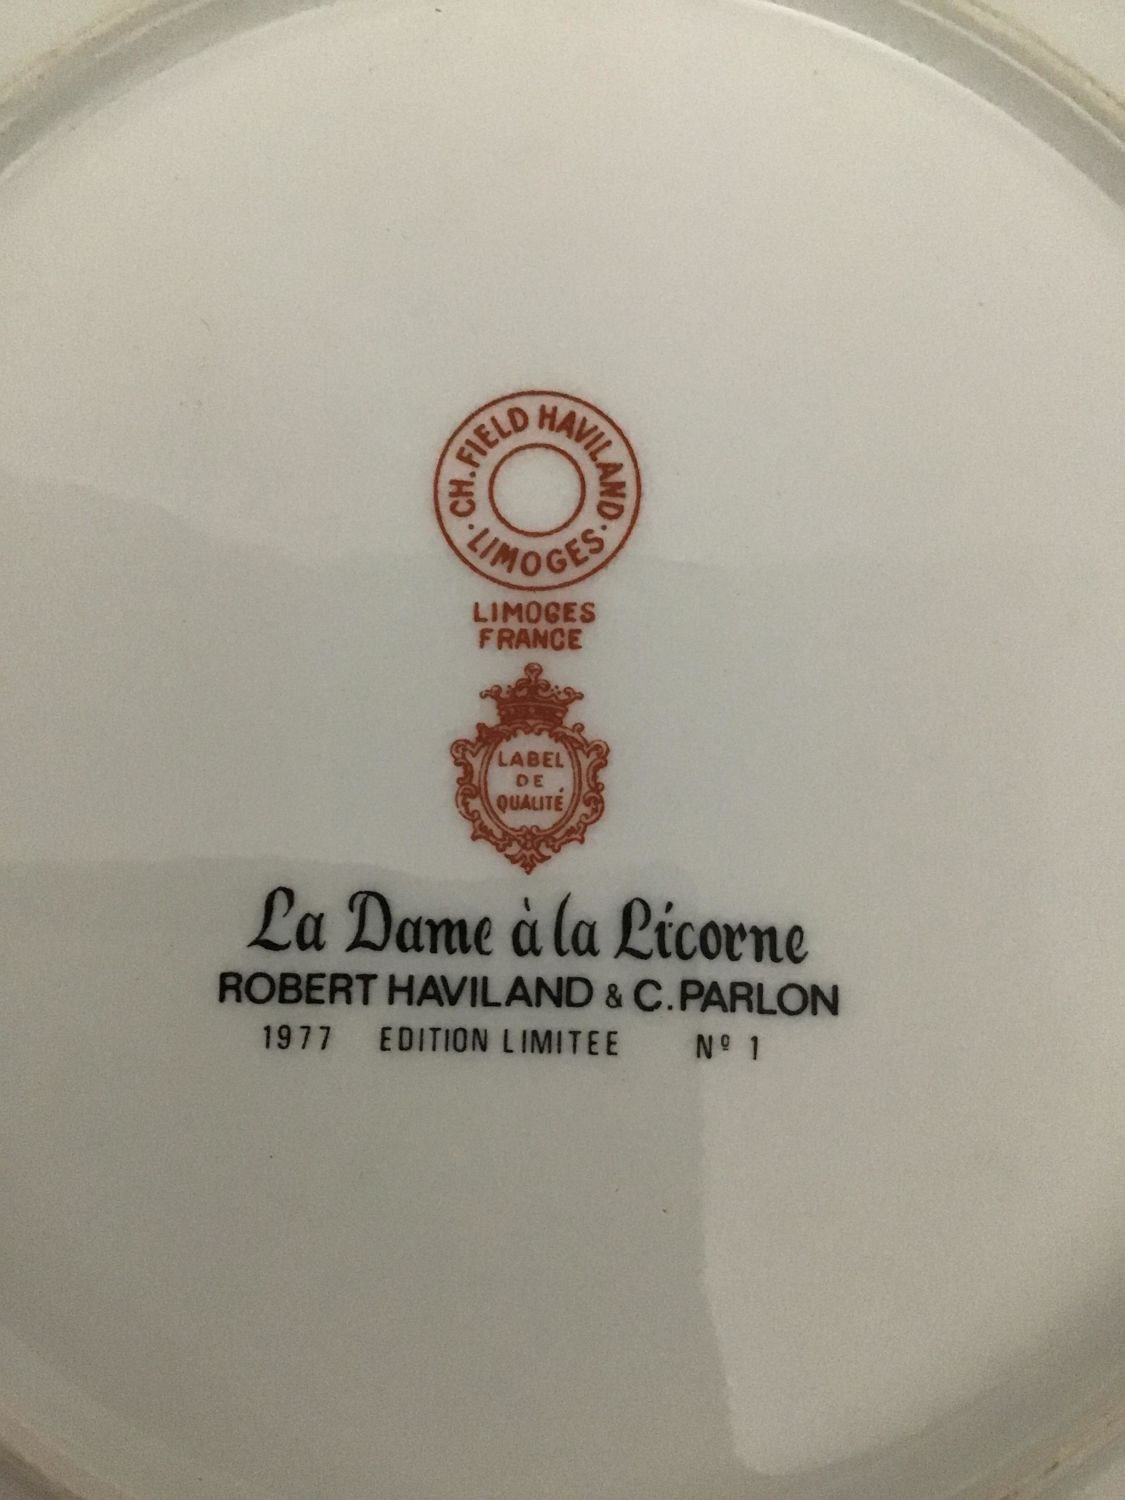 CH. FIELD HAVILAND
· LIMOGES ·
LIMOGES
FRANCE
LABEL
DE
QUALITÉ
La Dame à la Licorne
ROBERT HAVILAND & C. PARLON
1977 EDITION LIMITEE Nº 1